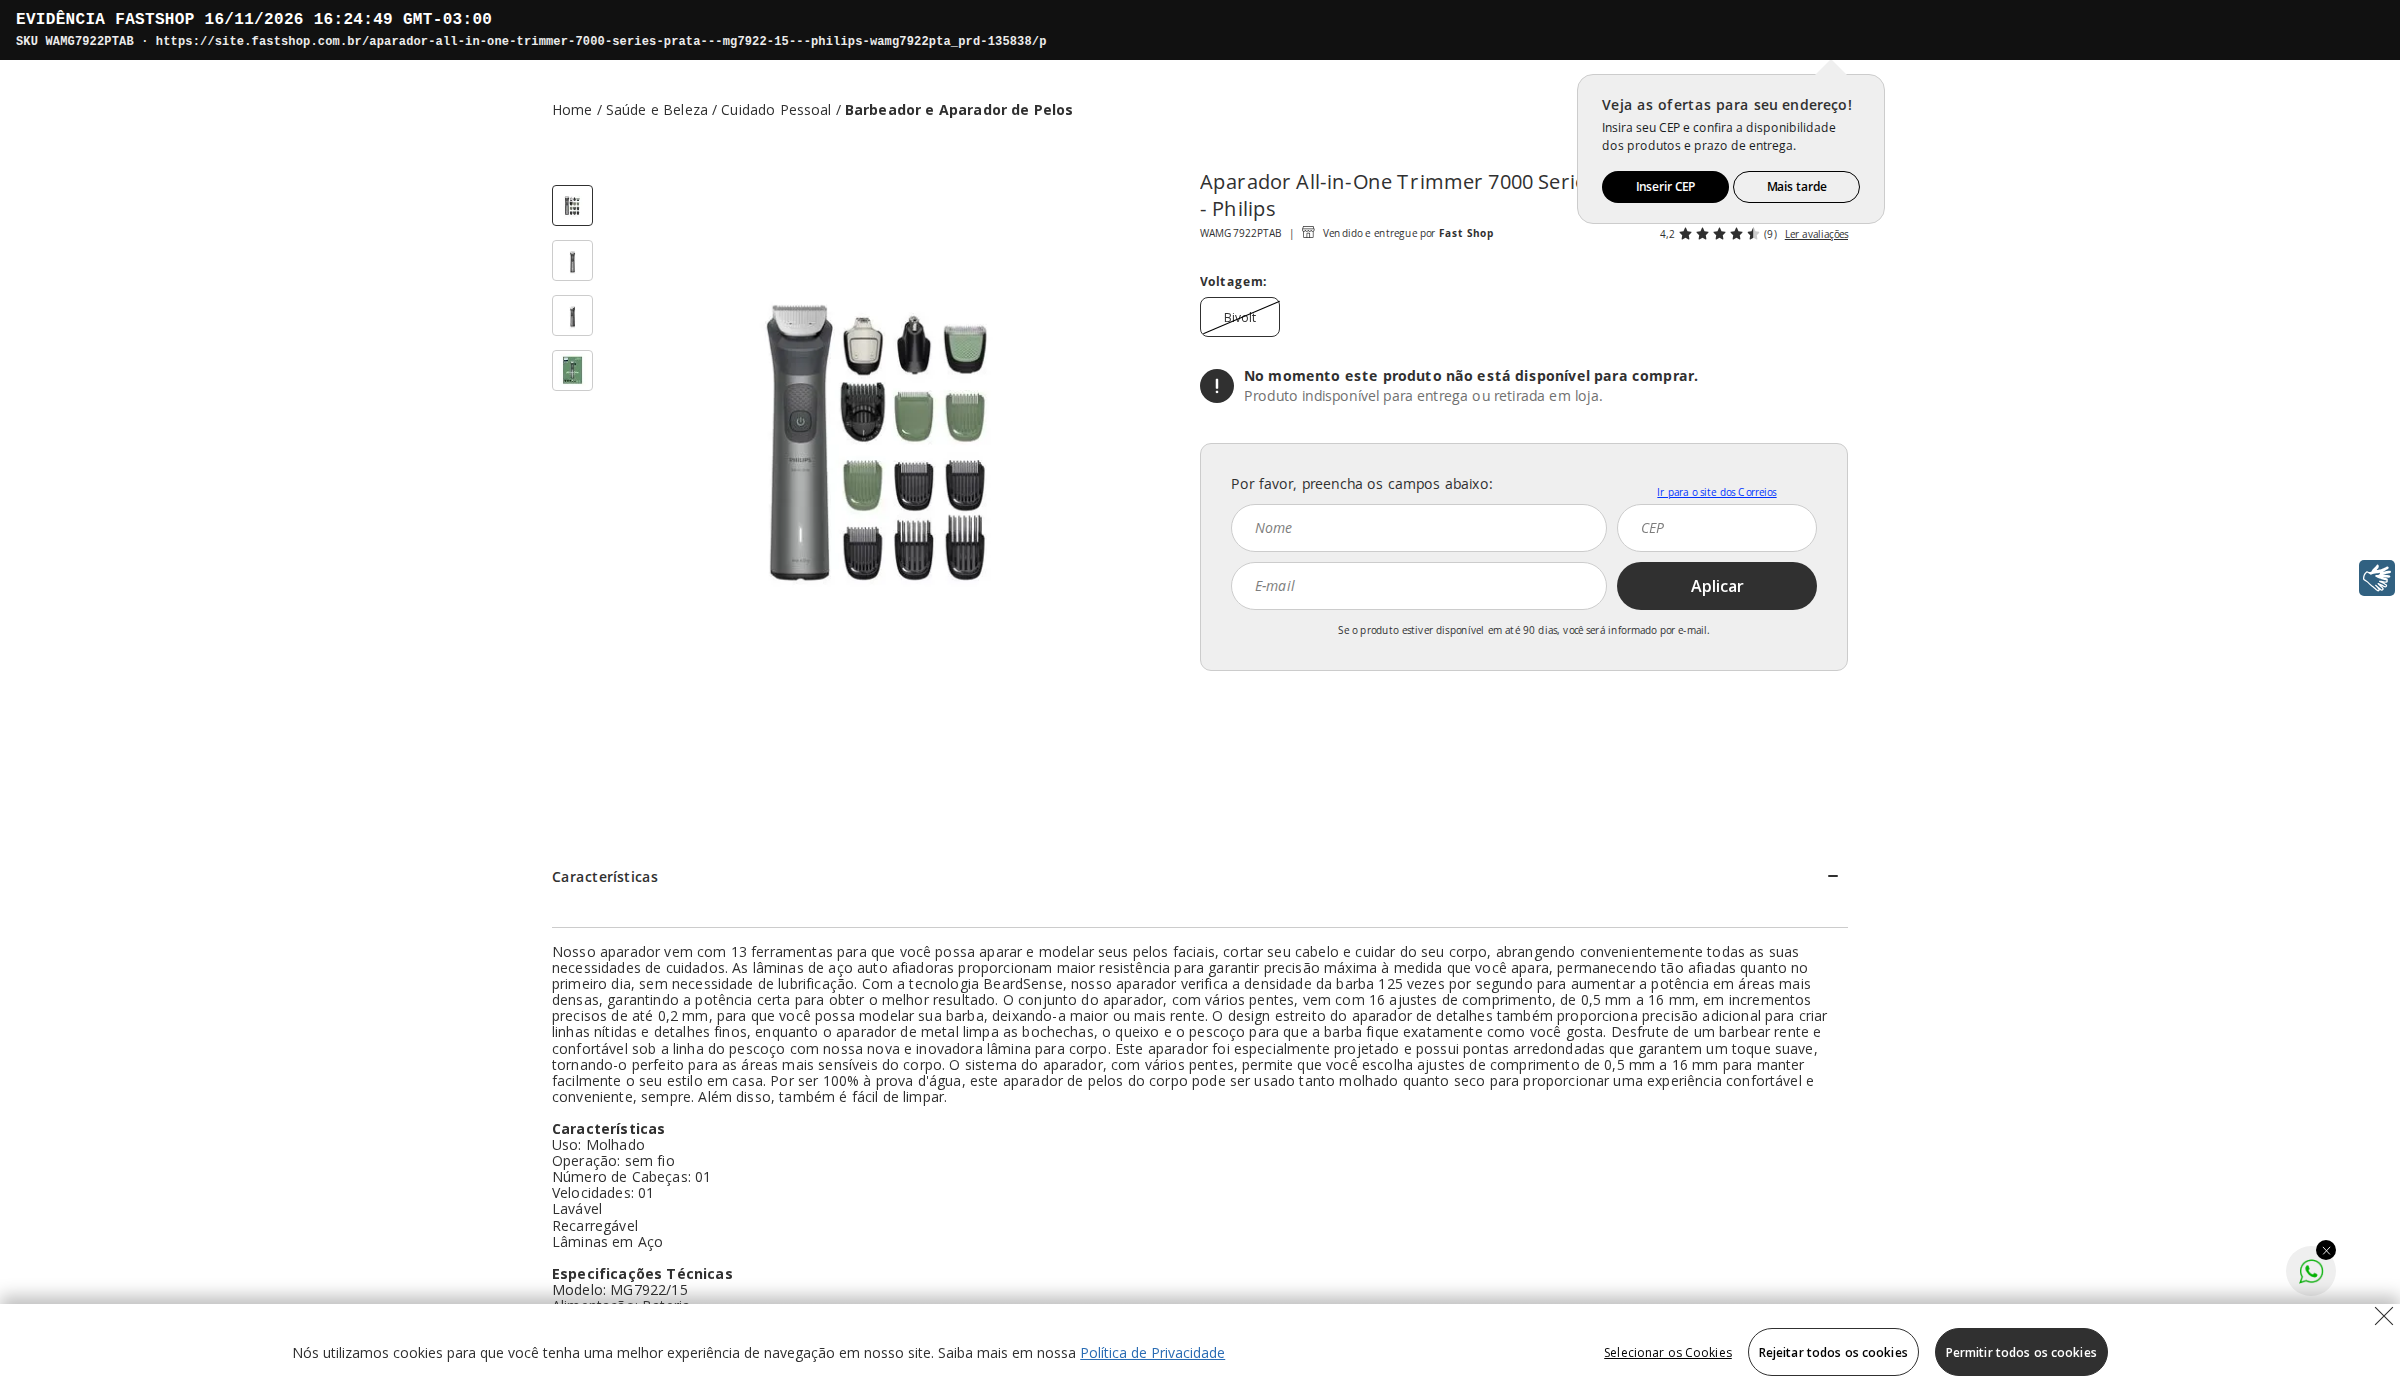 EVIDÊNCIA FASTSHOP 16/11/2026 16:24:49 GMT-03:00
SKU WAMG7922PTAB · https://site.fastshop.com.br/aparador-all-in-one-trimmer-7000-series-prata---mg7922-15---philips-wamg7922pta_prd-135838/p
Home / Saúde e Beleza / Cuidado Pessoal / Barbeador e Aparador de Pelos
Veja as ofertas para seu endereço!
Insira seu CEP e confira a disponibilidade
dos produtos e prazo de entrega.
Inserir CEP
Mais tarde
Aparador All-in-One Trimmer 7000 Serie
- Philips
WAMG7922PTAB | Vendido e entregue por Fast Shop
4,2 (9) Ler avaliações
Voltagem:
Bivolt
No momento este produto não está disponível para comprar.
Produto indisponível para entrega ou retirada em loja.
Por favor, preencha os campos abaixo:
Ir para o site dos Correios
Nome
CEP
E-mail
Aplicar
Se o produto estiver disponível em até 90 dias, você será informado por e-mail.
PHILIPS
Características
Nosso aparador vem com 13 ferramentas para que você possa aparar e modelar seus pelos faciais, cortar seu cabelo e cuidar do seu corpo, abrangendo convenientemente todas as suas
necessidades de cuidados. As lâminas de aço auto afiadoras proporcionam maior resistência para garantir precisão máxima à medida que você apara, permanecendo tão afiadas quanto no
primeiro dia, sem necessidade de lubrificação. Com a tecnologia BeardSense, nosso aparador verifica a densidade da barba 125 vezes por segundo para aumentar a potência em áreas mais
densas, garantindo a potência certa para obter o melhor resultado. O conjunto do aparador, com vários pentes, vem com 16 ajustes de comprimento, de 0,5 mm a 16 mm, em incrementos
precisos de até 0,2 mm, para que você possa modelar sua barba, deixando-a maior ou mais rente. O design estreito do aparador de detalhes também proporciona precisão adicional para criar
linhas nítidas e detalhes finos, enquanto o aparador de metal limpa as bochechas, o queixo e o pescoço para que a barba fique exatamente como você gosta. Desfrute de um barbear rente e
confortável sob a linha do pescoço com nossa nova e inovadora lâmina para corpo. Este aparador foi especialmente projetado e possui pontas arredondadas que garantem um toque suave,
tornando-o perfeito para as áreas mais sensíveis do corpo. O sistema do aparador, com vários pentes, permite que você escolha ajustes de comprimento de 0,5 mm a 16 mm para manter
facilmente o seu estilo em casa. Por ser 100% à prova d'água, este aparador de pelos do corpo pode ser usado tanto molhado quanto seco para proporcionar uma experiência confortável e
conveniente, sempre. Além disso, também é fácil de limpar.
Características
Uso: Molhado
Operação: sem fio
Número de Cabeças: 01
Velocidades: 01
Lavável
Recarregável
Lâminas em Aço
Especificações Técnicas
Modelo: MG7922/15
Alimentação: Bateria
Nós utilizamos cookies para que você tenha uma melhor experiência de navegação em nosso site. Saiba mais em nossa Política de Privacidade
Selecionar os Cookies
Rejeitar todos os cookies
Permitir todos os cookies